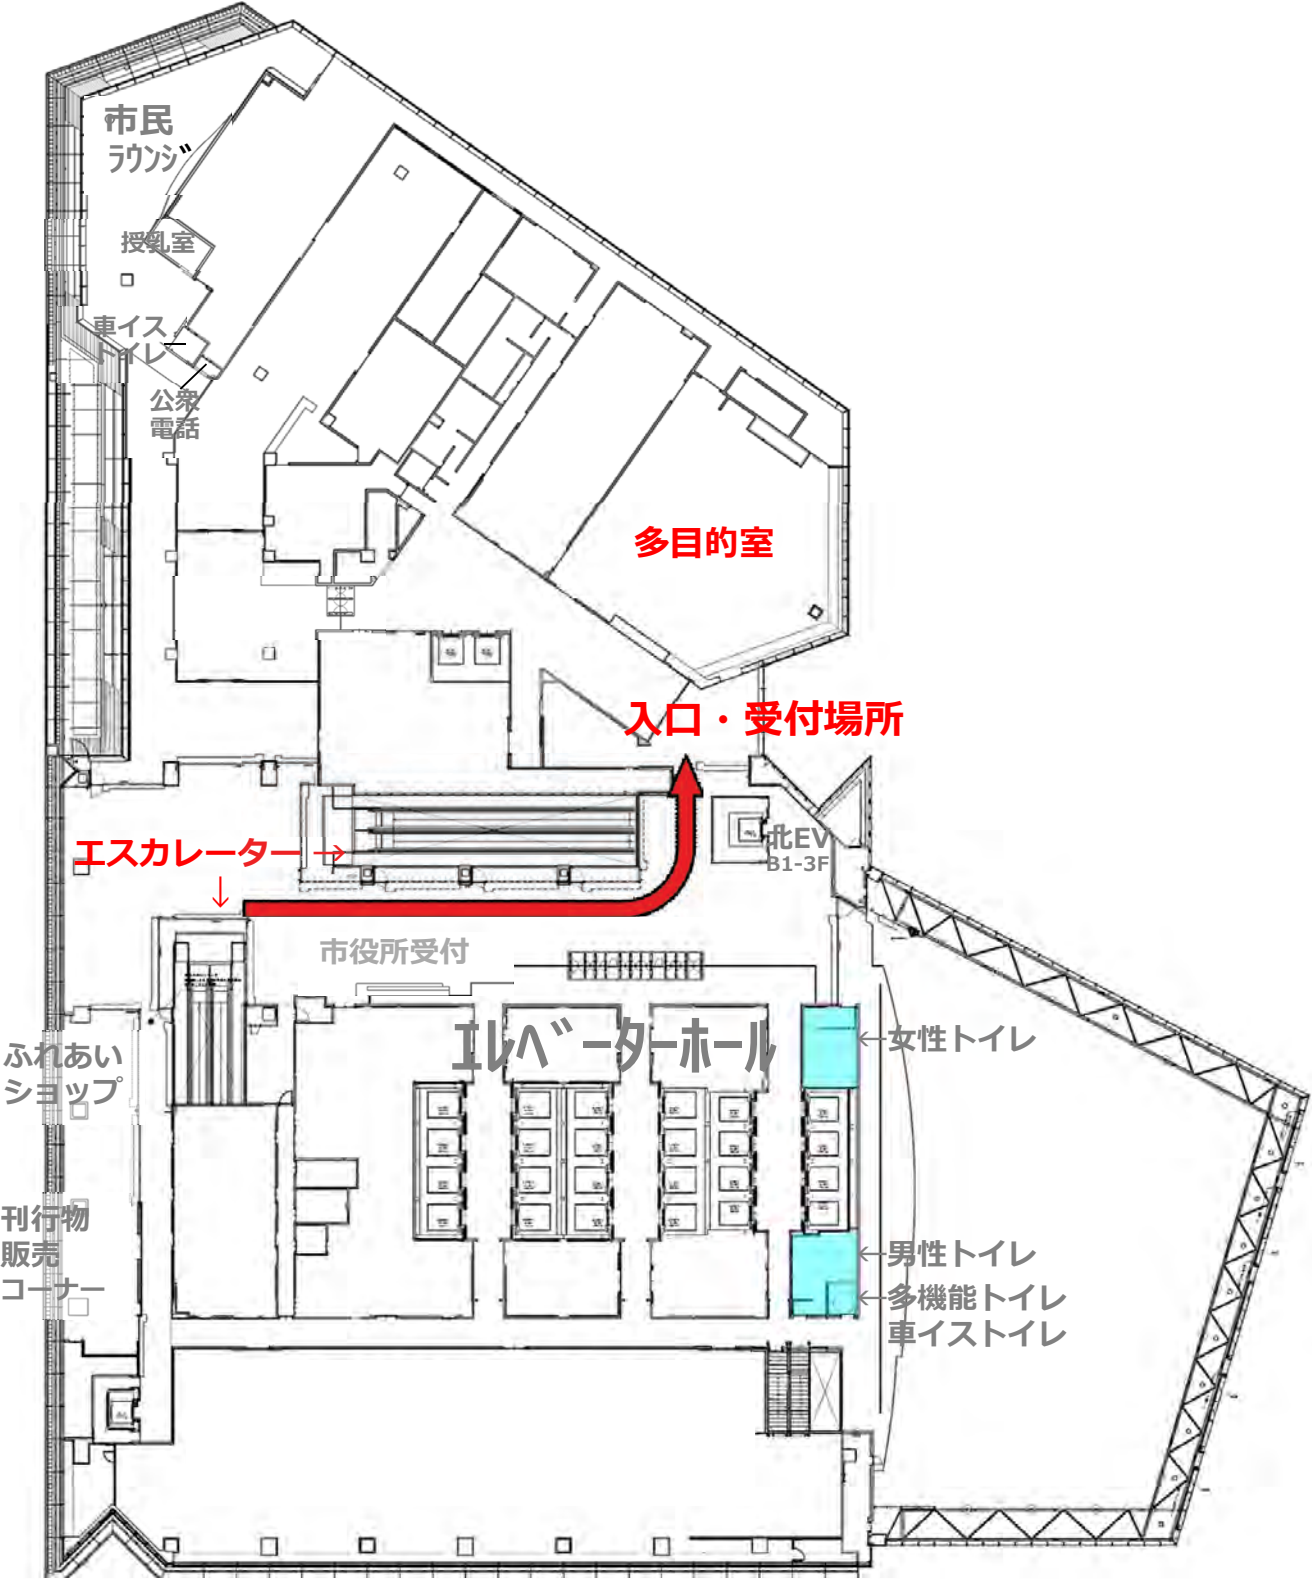 市民
ラウンジ
授乳室
車イス
トイレ
公衆
電話
多目的室
入口・受付場所
エスカレーター
北EV
B1-3F
市役所受付
エレベーターホール
女性トイレ
ふれあい
ショップ
刊行物
販売
コーナー
男性トイレ
多機能トイレ
車イストイレ